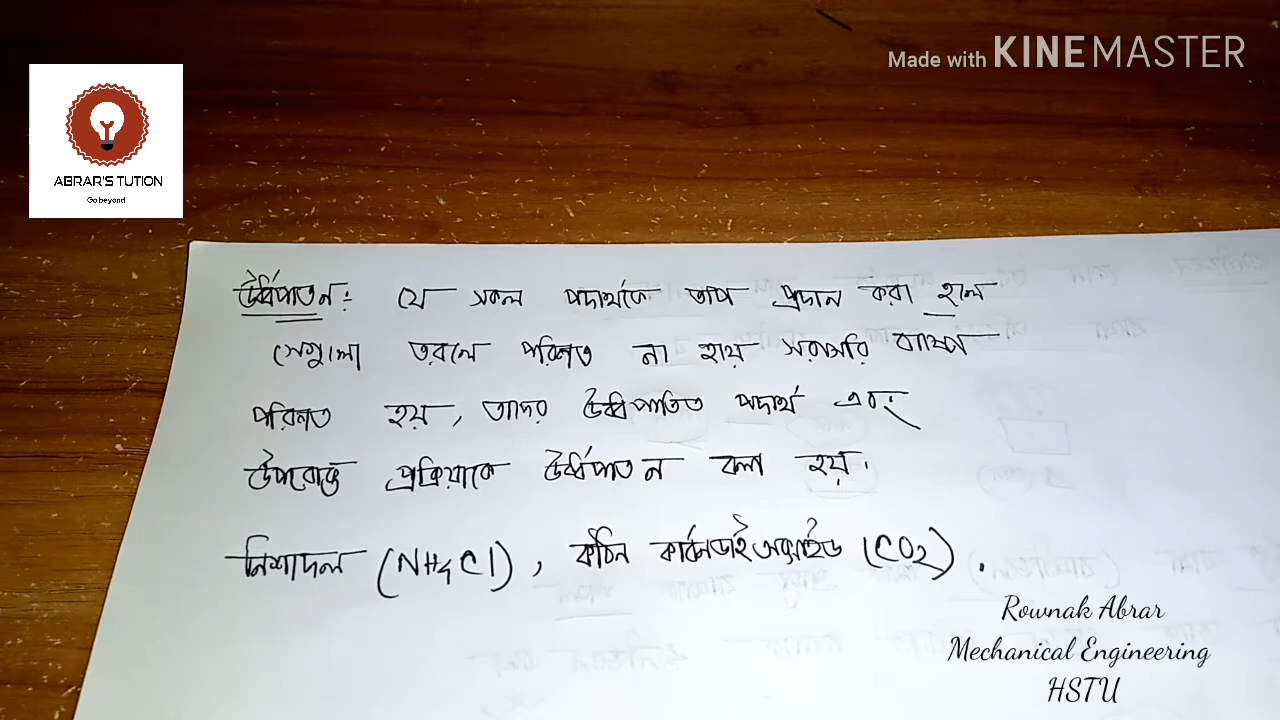 Made with KINEMASTER
ABRAR'S TUTION
Go beyond
ঊর্ধ্বপাতন: যে সকল পদার্থকে তাপ প্রদান করা হলে
সেগুলো তরলে পরিনত না হয়ে সরাসরি বাষ্পে
পরিনত হয়, তাদের ঊর্ধ্বপাতিত পদার্থ এবং
উপরোক্ত প্রক্রিয়াকে ঊর্ধ্বপাতন বলা হয়.
নিশাদল (NH4Cl), কঠিন কার্বনডাইঅক্সাইড (CO2).
Rownak Abrar
Mechanical Engineering
HSTU